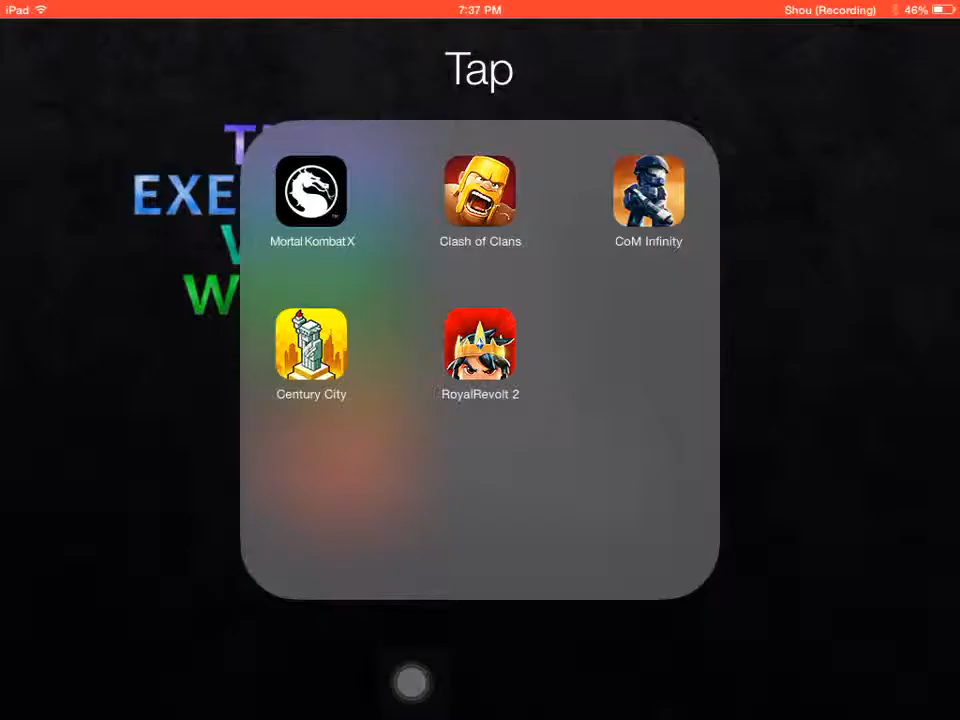 iPad 7:37 PM Shou (Recording) 46%
Tap
EXE
W
Mortal Kombat X Clash of Clans CoM Infinity
Century City RoyalRevolt 2